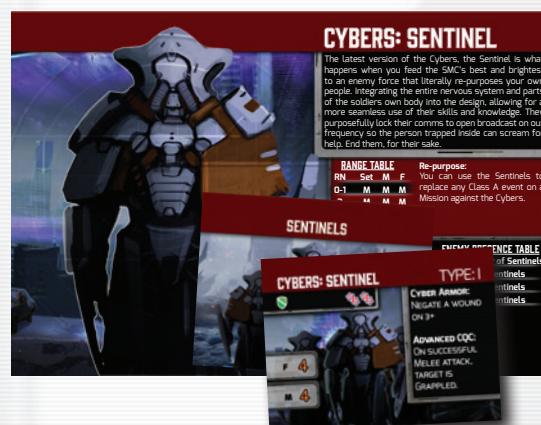 CYBERS: SENTINEL
The latest version of the Cybers, the Sentinel is what
happens when you feed the SMC's best and brightest
to an enemy force that literally re-purposes your own
people. Integrating the entire nervous system and parts
of the soldiers own body into the design, allowing for a
more seamless use of their skills and knowledge. They
purposefully lock their comms to open broadcast on our
frequency so the person trapped inside can scream for
help. End them, for their sake.
RANGE TABLE
RN Set M F
0-1 M M M
M M M
Re-purpose:
You can use the Sentinels to
replace any Class A event on a
Mission against the Cybers.
SENTINELS
ENEMY PRESENCE TABLE
of Sentinels
entinels
entinels
entinels
CYBERS: SENTINEL
TYPE: I
CYBER ARMOR:
NEGATE A WOUND
ON 3+
ADVANCED CQC:
ON SUCCESSFUL
MELEE ATTACK,
TARGET IS
GRAPPLED.
F 4
M 4